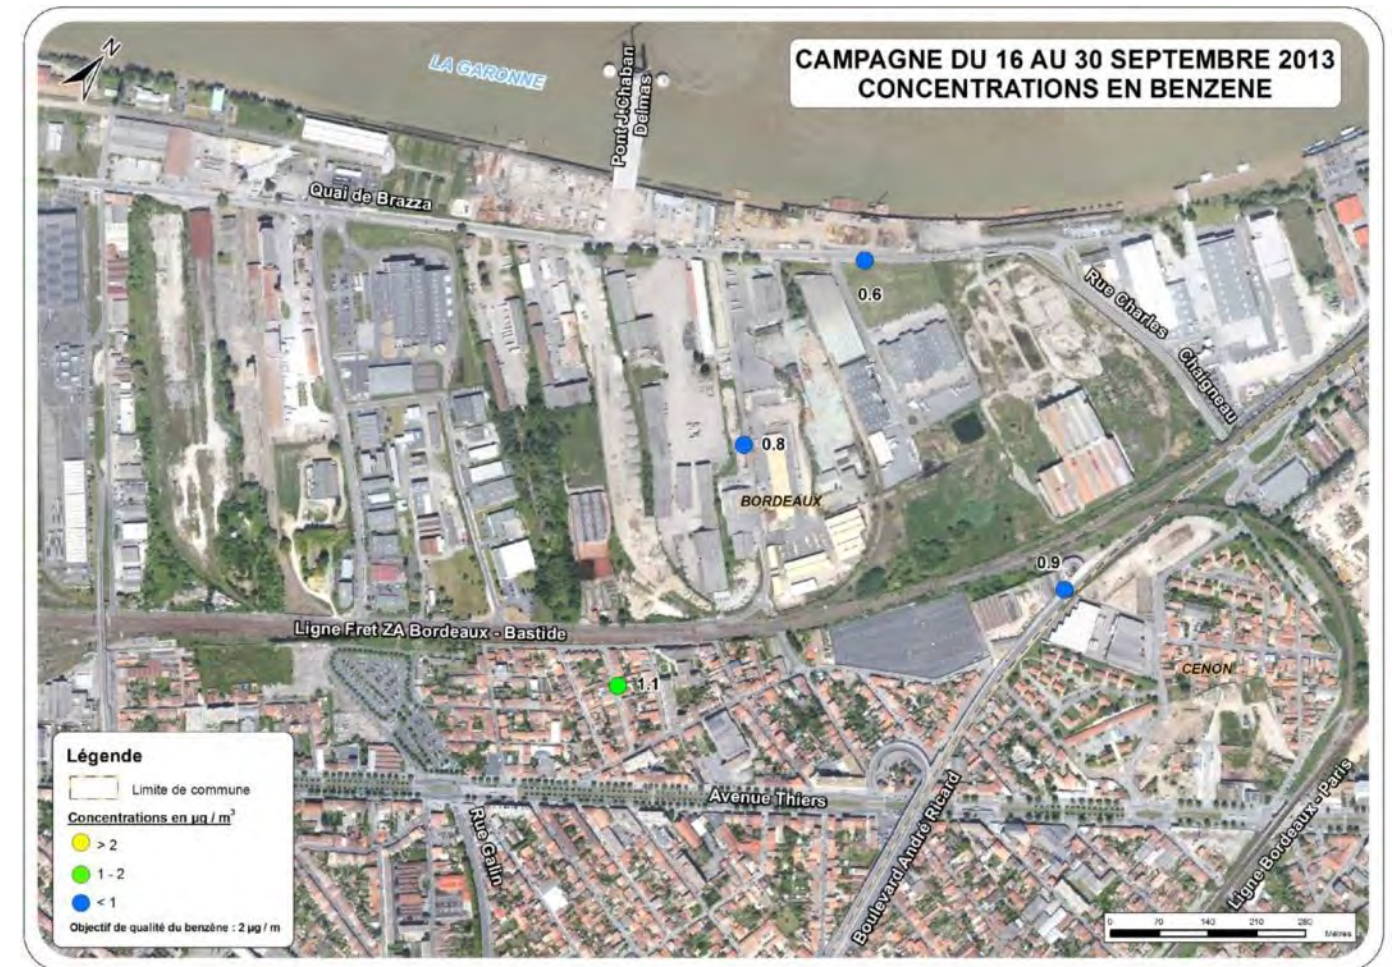 CAMPAGNE DU 16 AU 30 SEPTEMBRE 2013
CONCENTRATIONS EN BENZENE
N
LA GARONNE
Pont J.Chaban
Delmas
Quai de Brazza
0.6
Rue Charles Chaigneau
0.8
BORDEAUX
0.9
Ligne Fret ZA Bordeaux - Bastide
CENON
1.1
Avenue Thiers
Rue Galin
Boulevard André Ricard
Ligne Bordeaux - Paris
Légende
Limite de commune
Concentrations en µg / m³
> 2
1 - 2
< 1
Objectif de qualité du benzène : 2 µg / m
0 70 140 210 280
Mètres